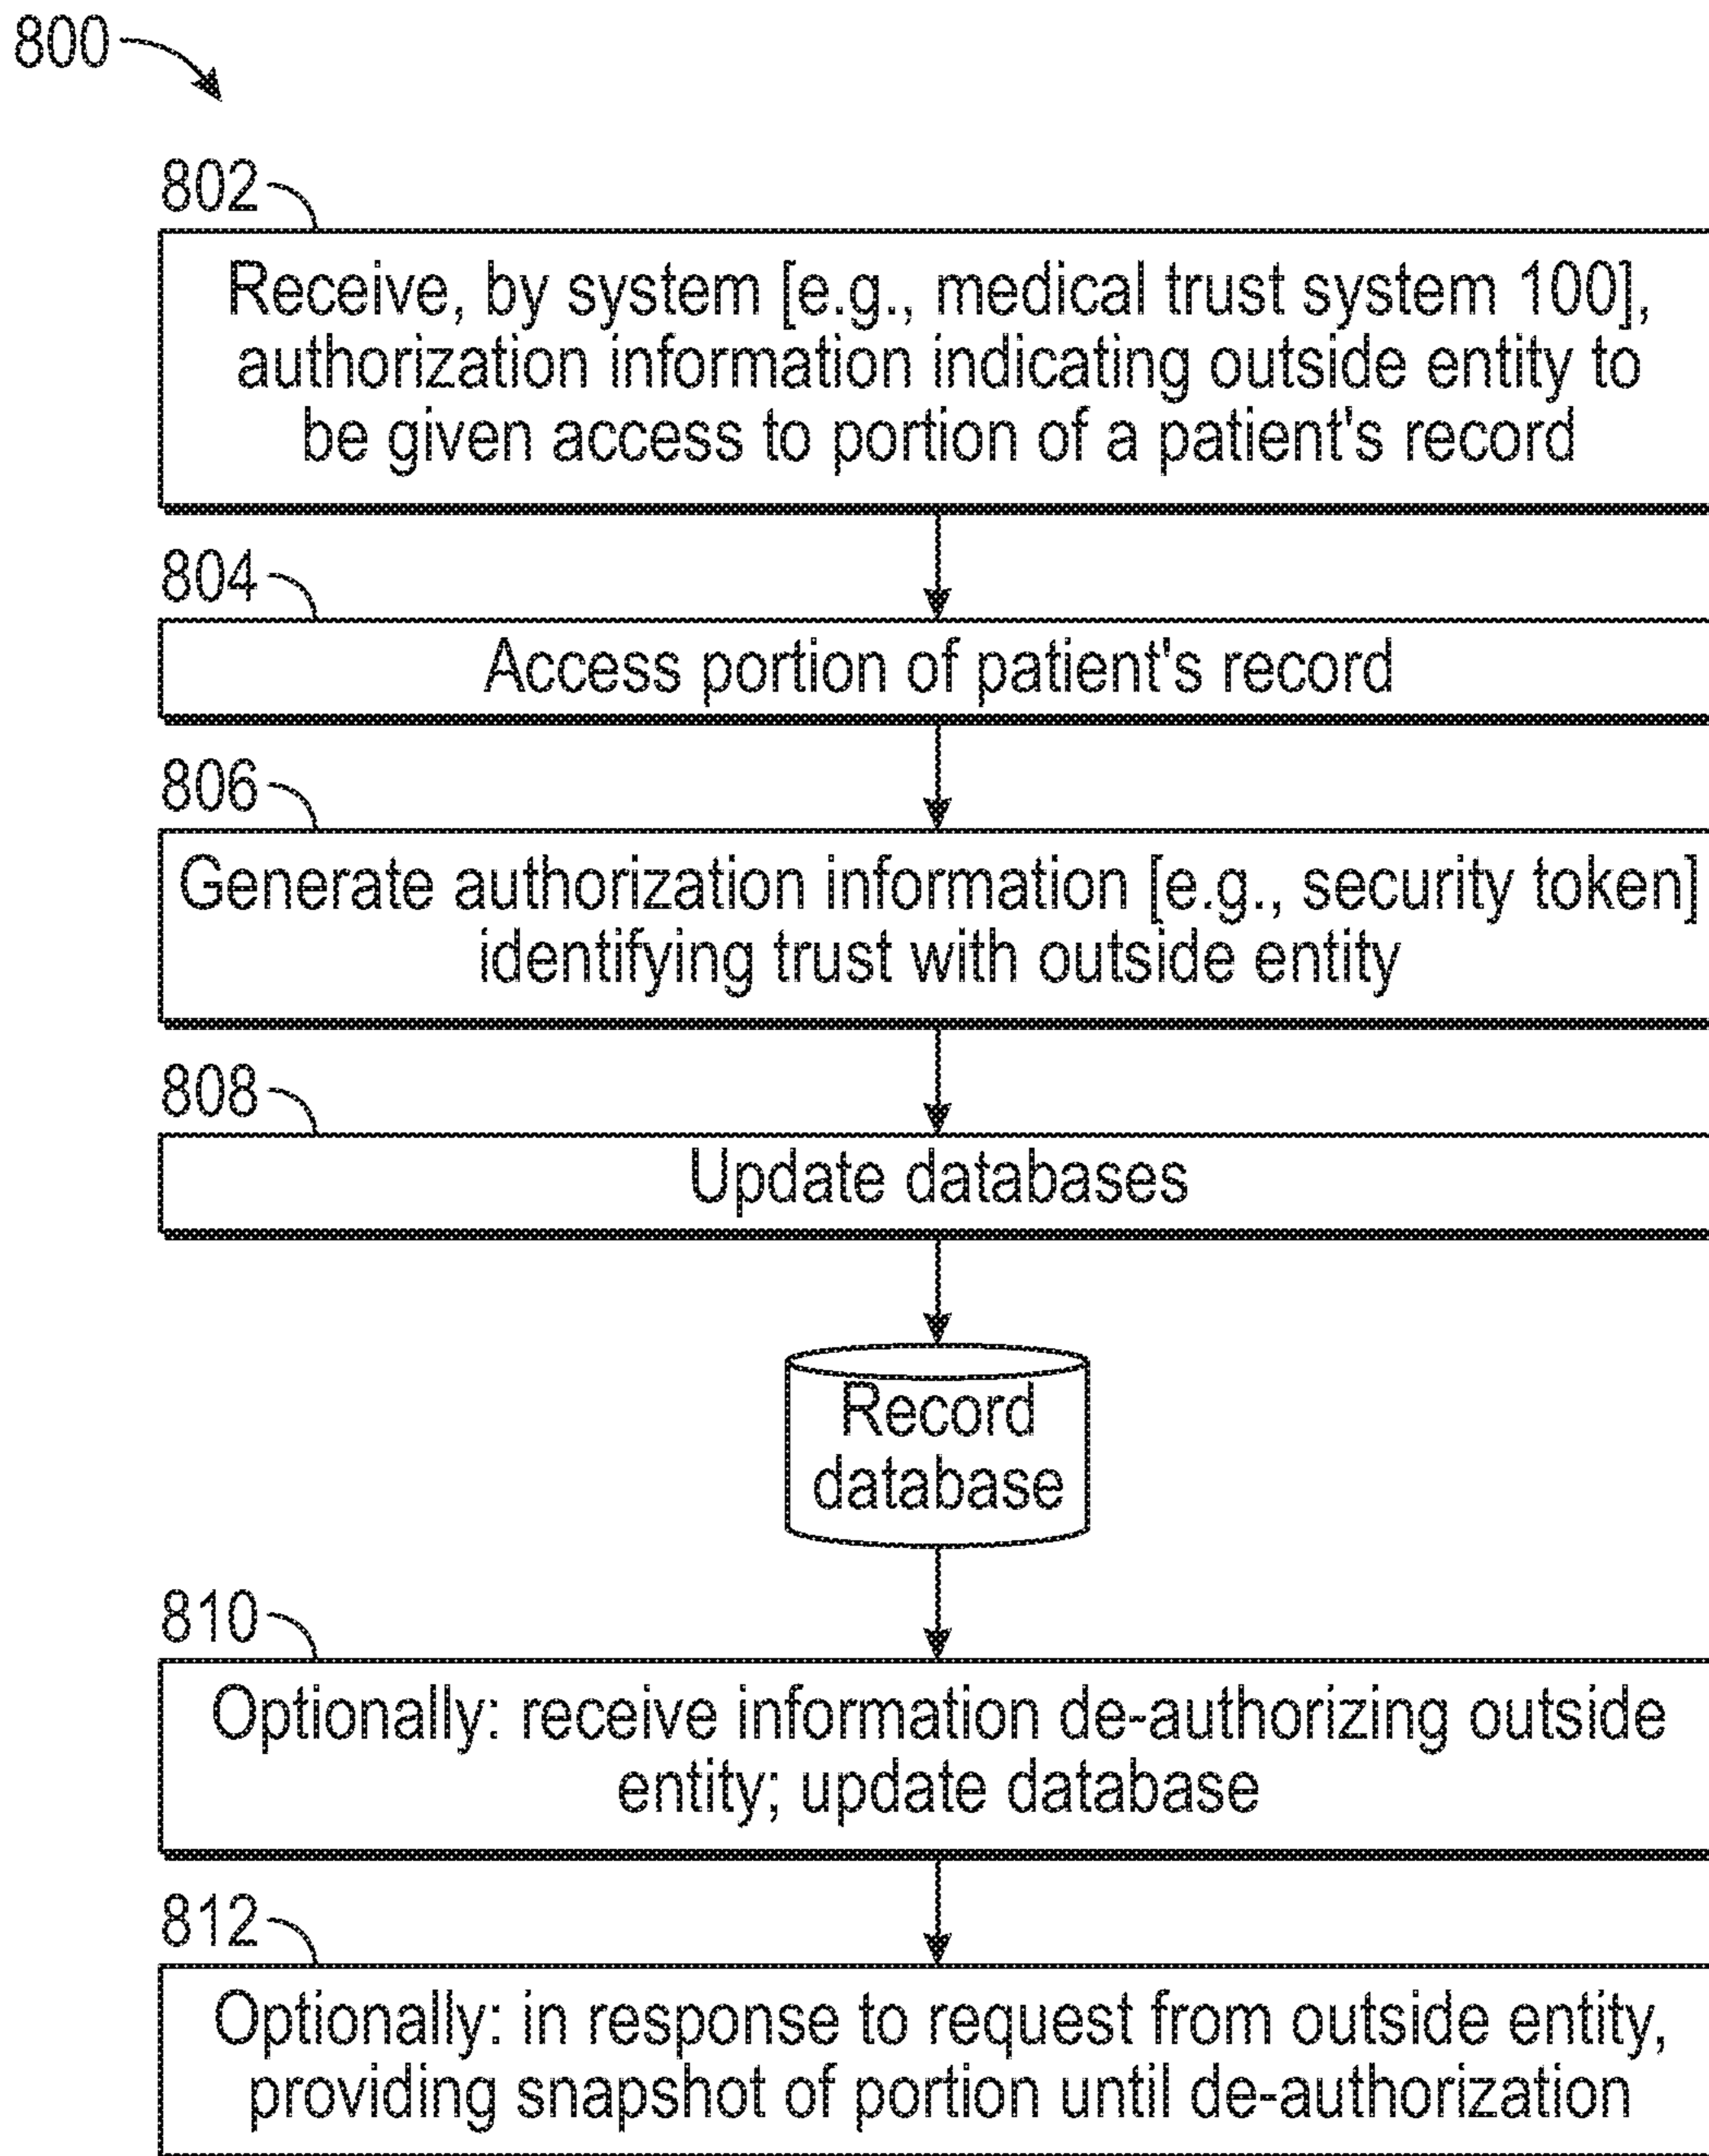 800
802
Receive, by system [e.g., medical trust system 100],
authorization information indicating outside entity to
be given access to portion of a patient's record
804
Access portion of patient's record
806
Generate authorization information [e.g., security token]
identifying trust with outside entity
808
Update databases
Record
database
810
Optionally: receive information de-authorizing outside
entity; update database
812
Optionally: in response to request from outside entity,
providing snapshot of portion until de-authorization